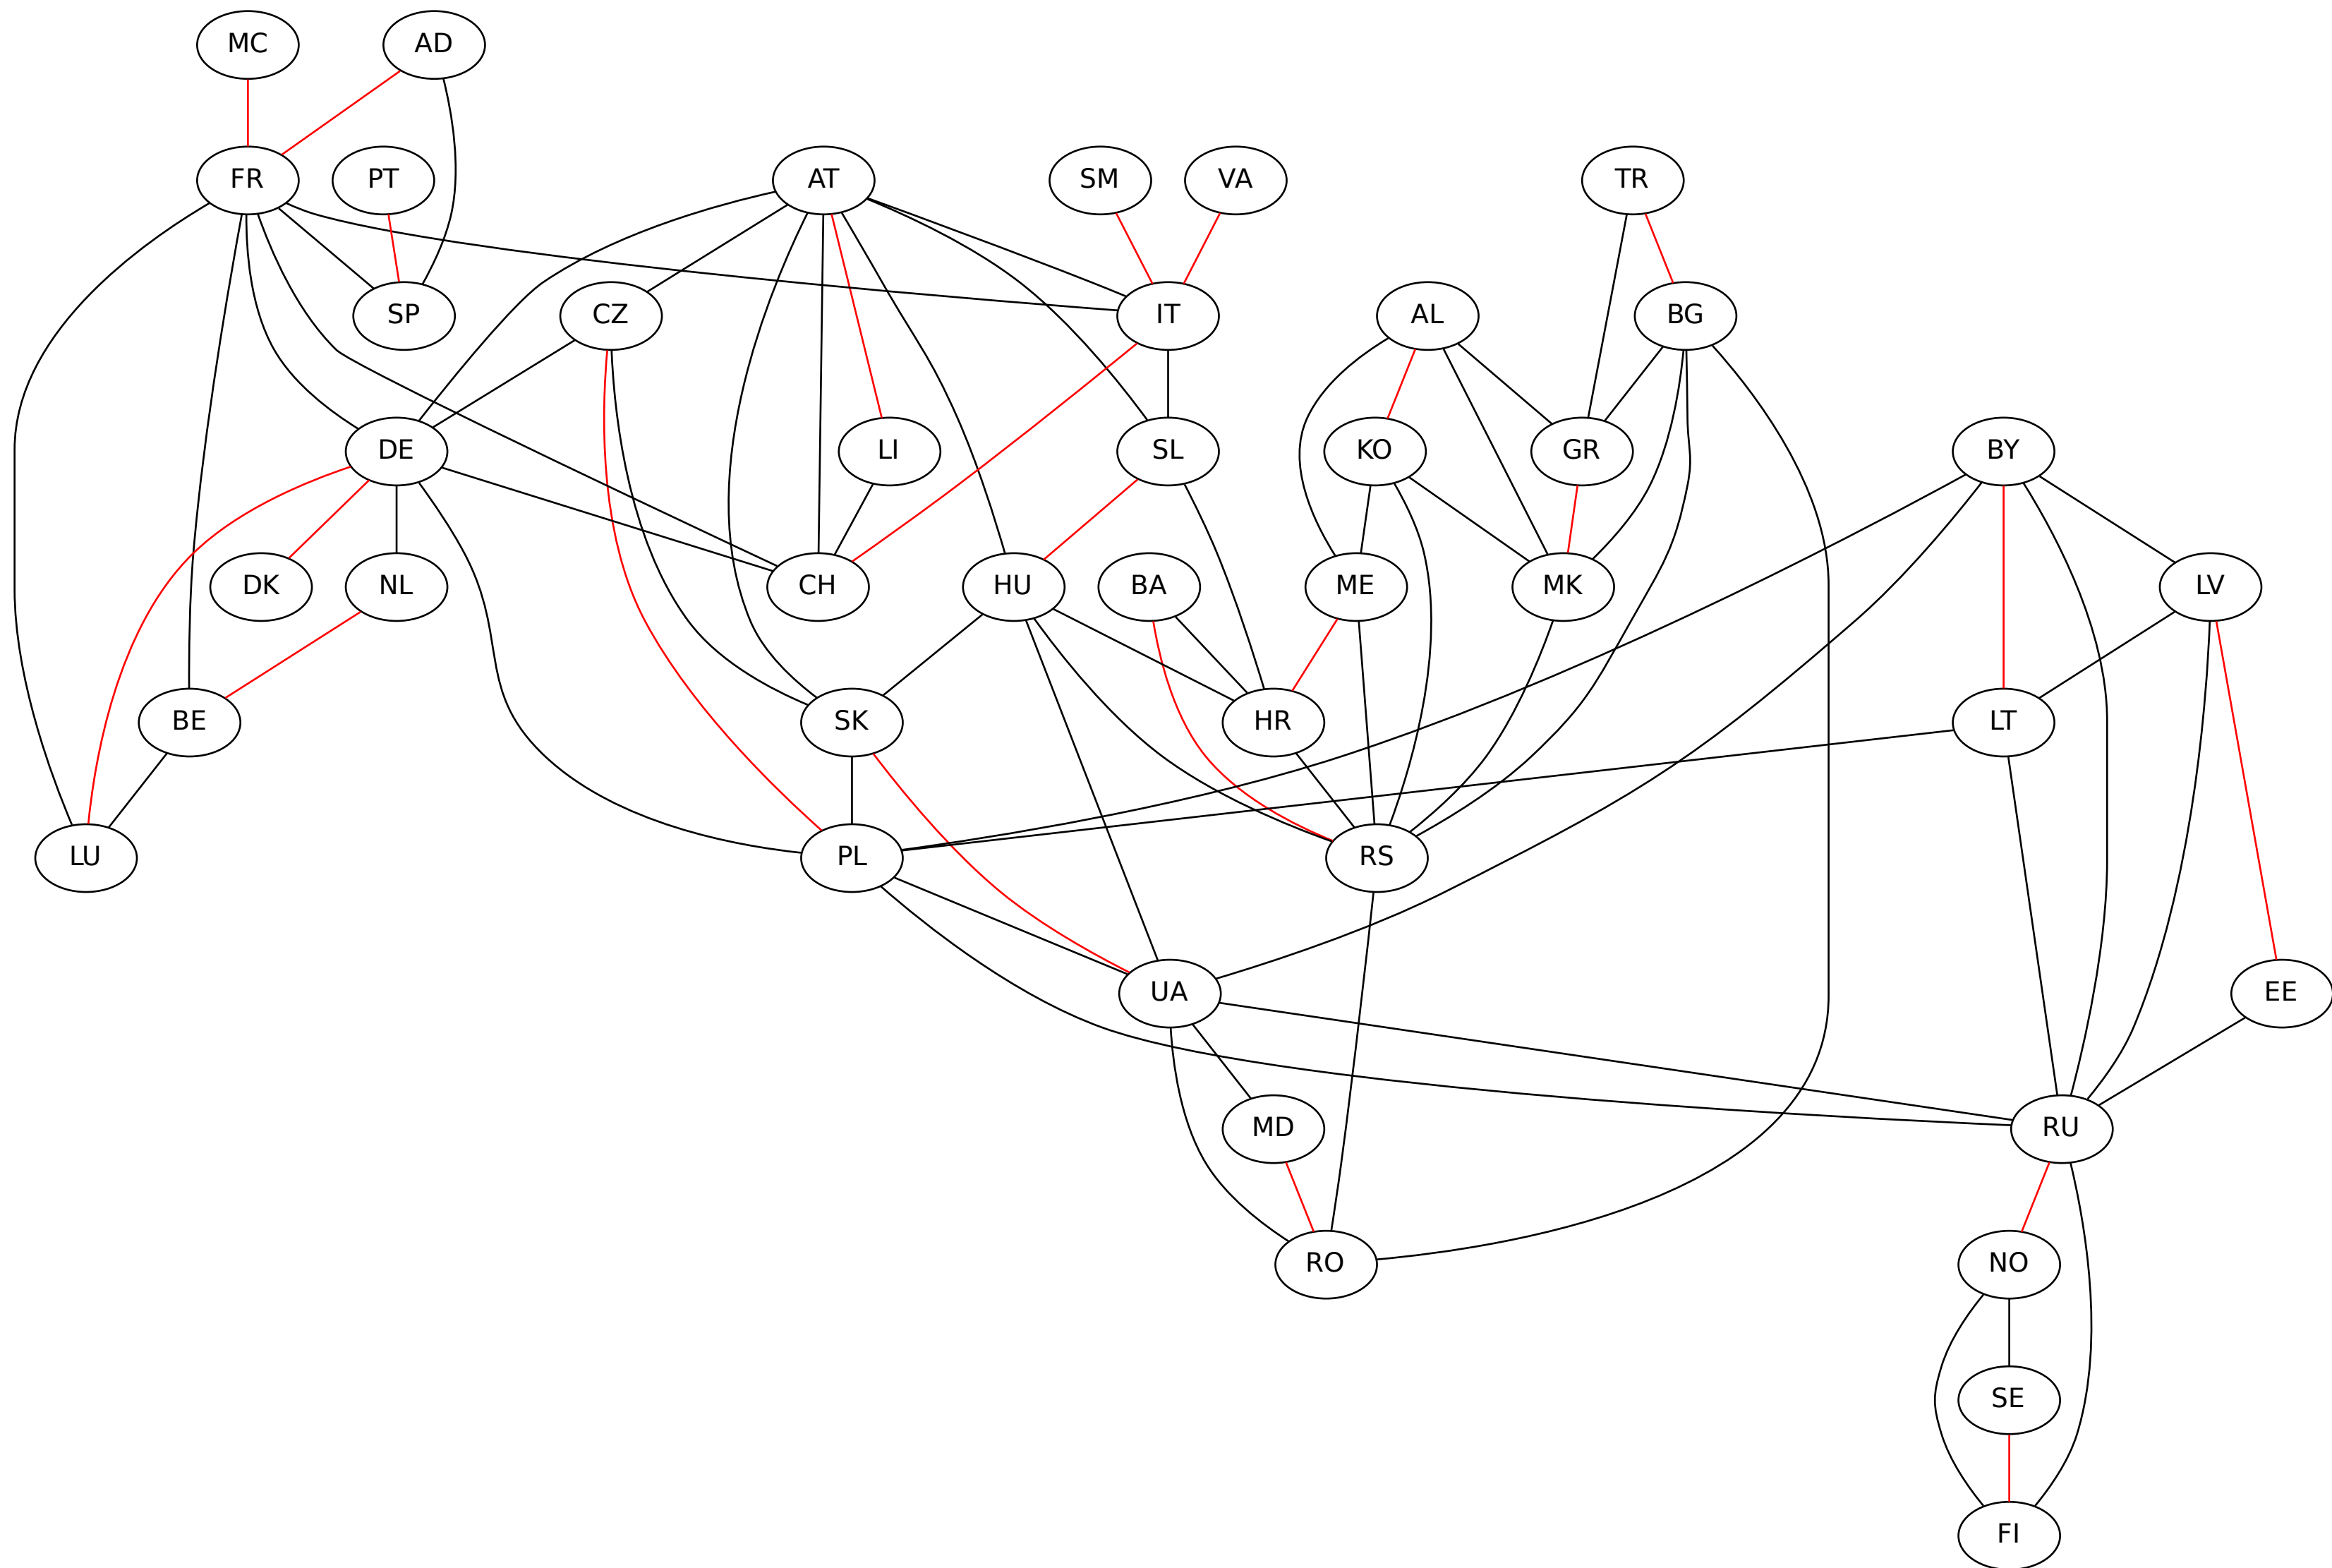 MC
AD
FR
PT
AT
SM
VA
TR
SP
CZ
IT
AL
BG
DE
LI
SL
KO
GR
BY
DK
NL
CH
HU
BA
ME
MK
LV
BE
SK
HR
LT
LU
PL
RS
UA
EE
MD
RU
RO
NO
SE
FI